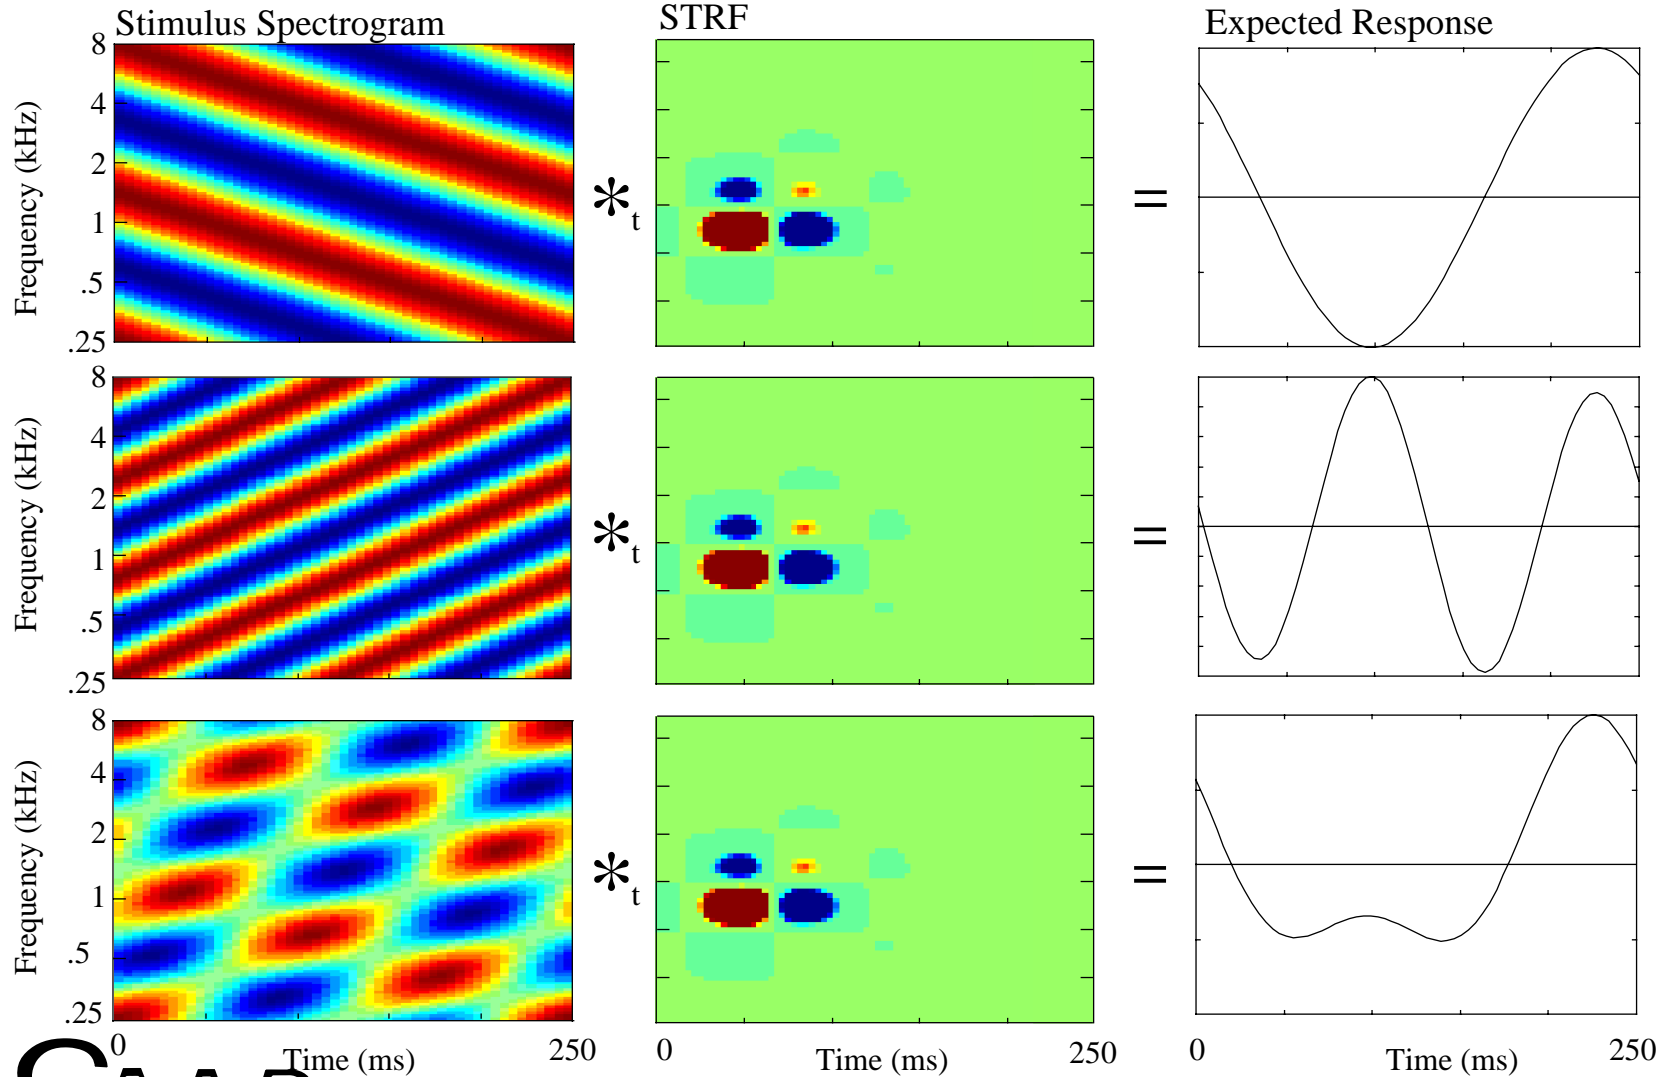 Stimulus Spectrogram
STRF
Expected Response
8
4
2
1
.5
.25
Frequency (kHz)
*t
=
8
4
2
1
.5
.25
Frequency (kHz)
*t
=
8
4
2
1
.5
.25
Frequency (kHz)
*t
=
0
Time (ms)
250
0
Time (ms)
250
0
Time (ms)
250